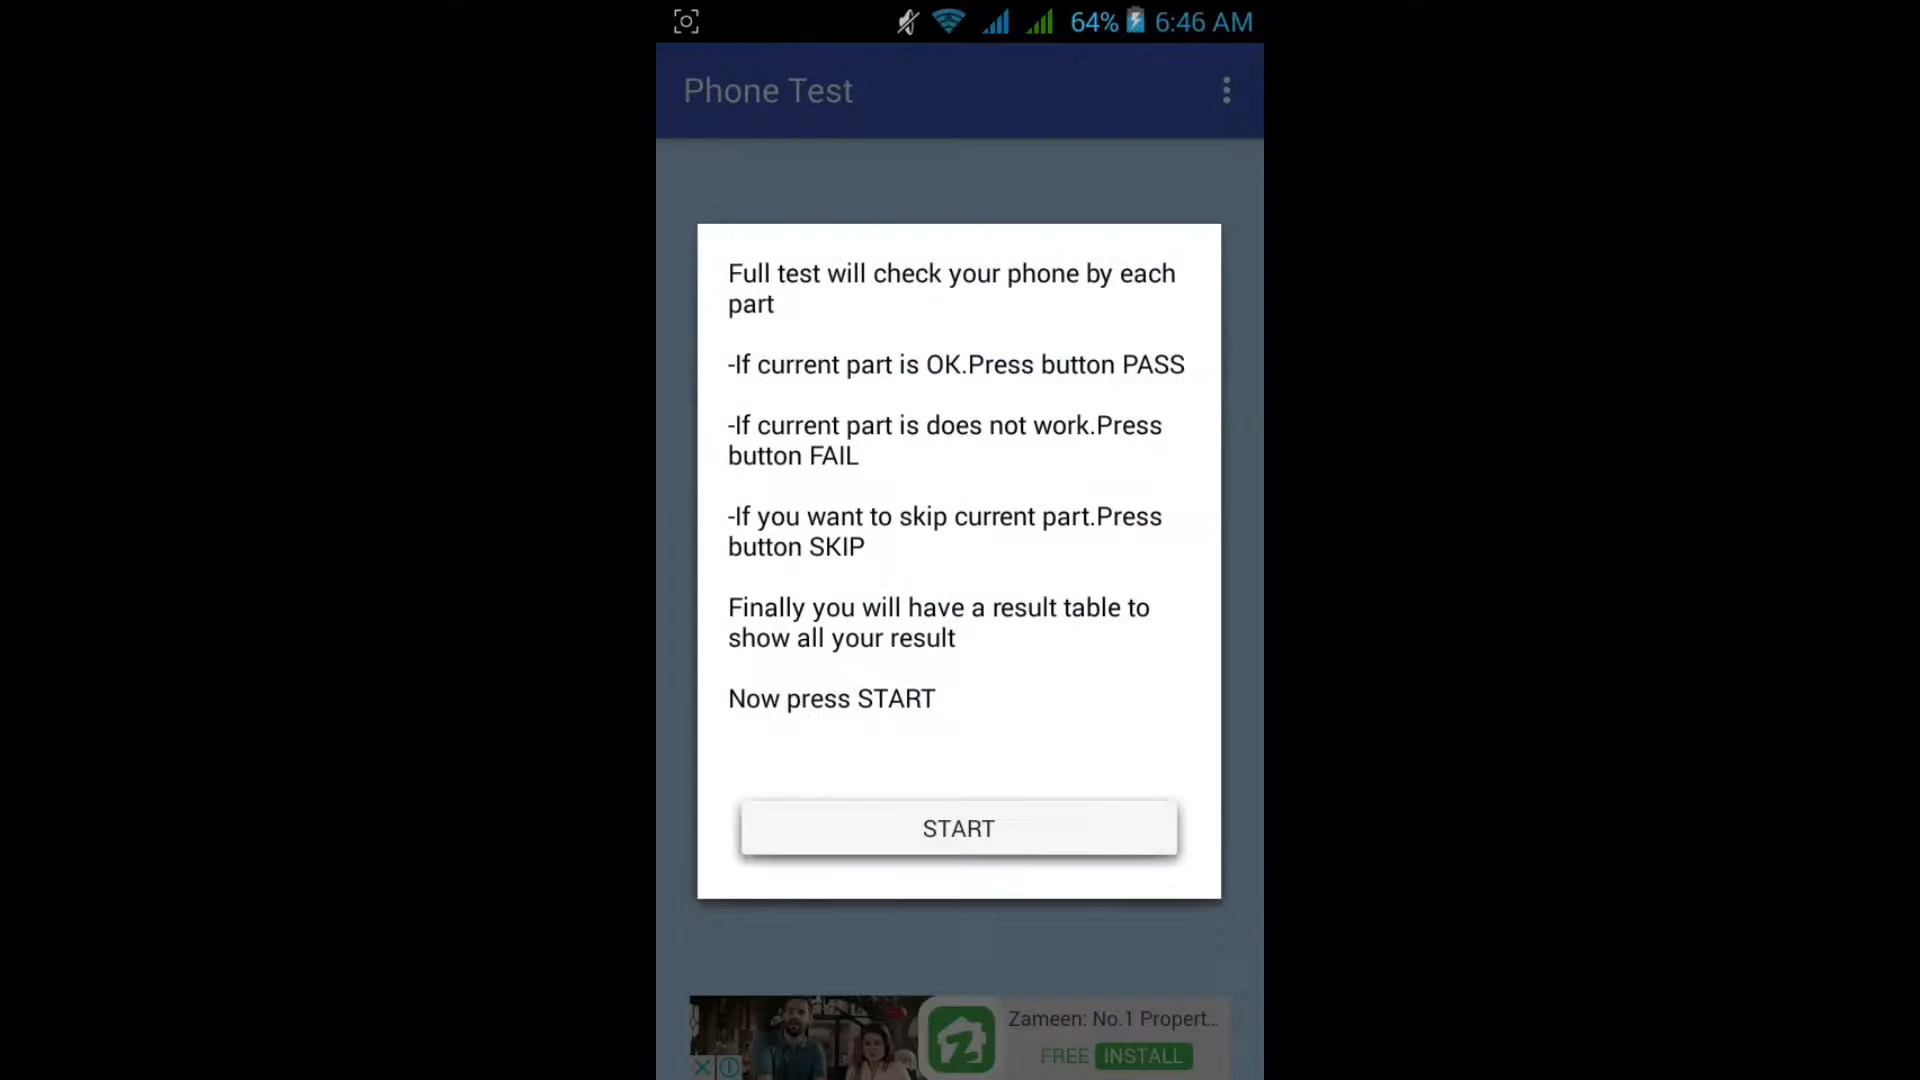 64% 6:46 AM
Phone Test
Full test will check your phone by each
part
-If current part is OK.Press button PASS
-If current part is does not work.Press
button FAIL
-If you want to skip current part.Press
button SKIP
Finally you will have a result table to
show all your result
Now press START
START
Zameen: No.1 Propert...
FREE INSTALL